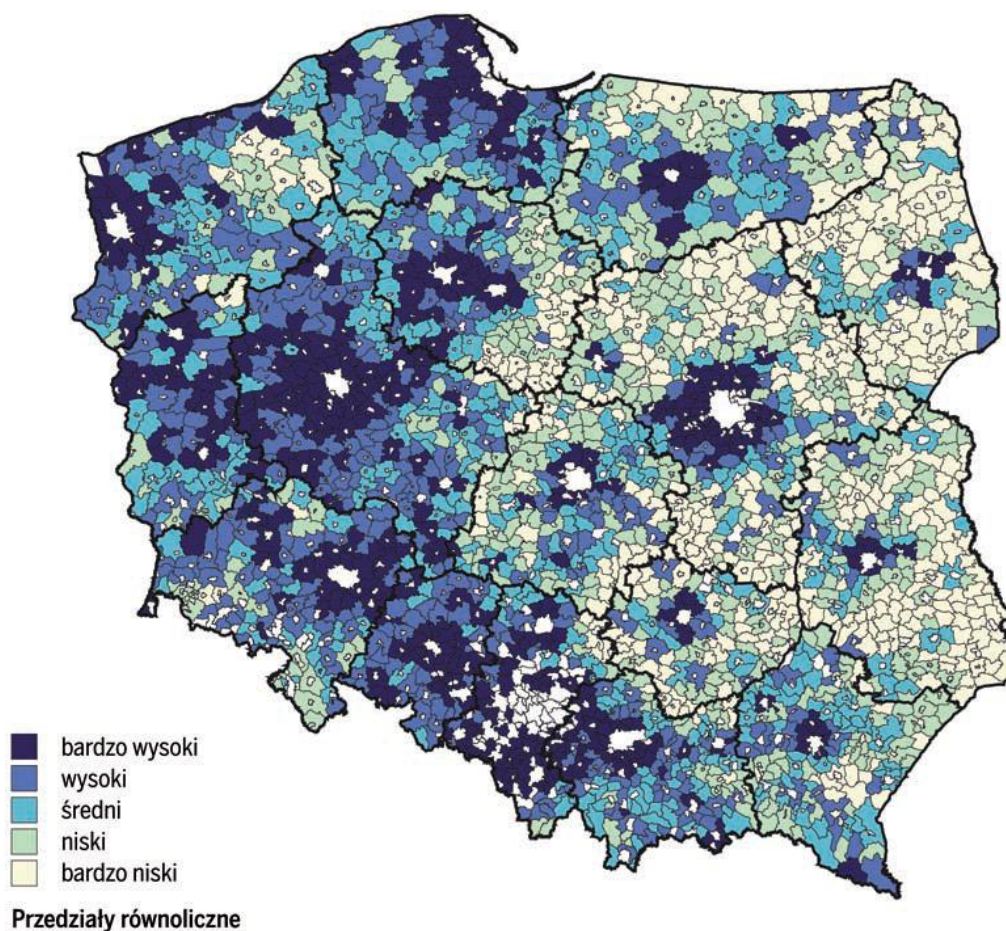 bardzo wysoki
wysoki
średni
niski
bardzo niski
Przedziały równoliczne